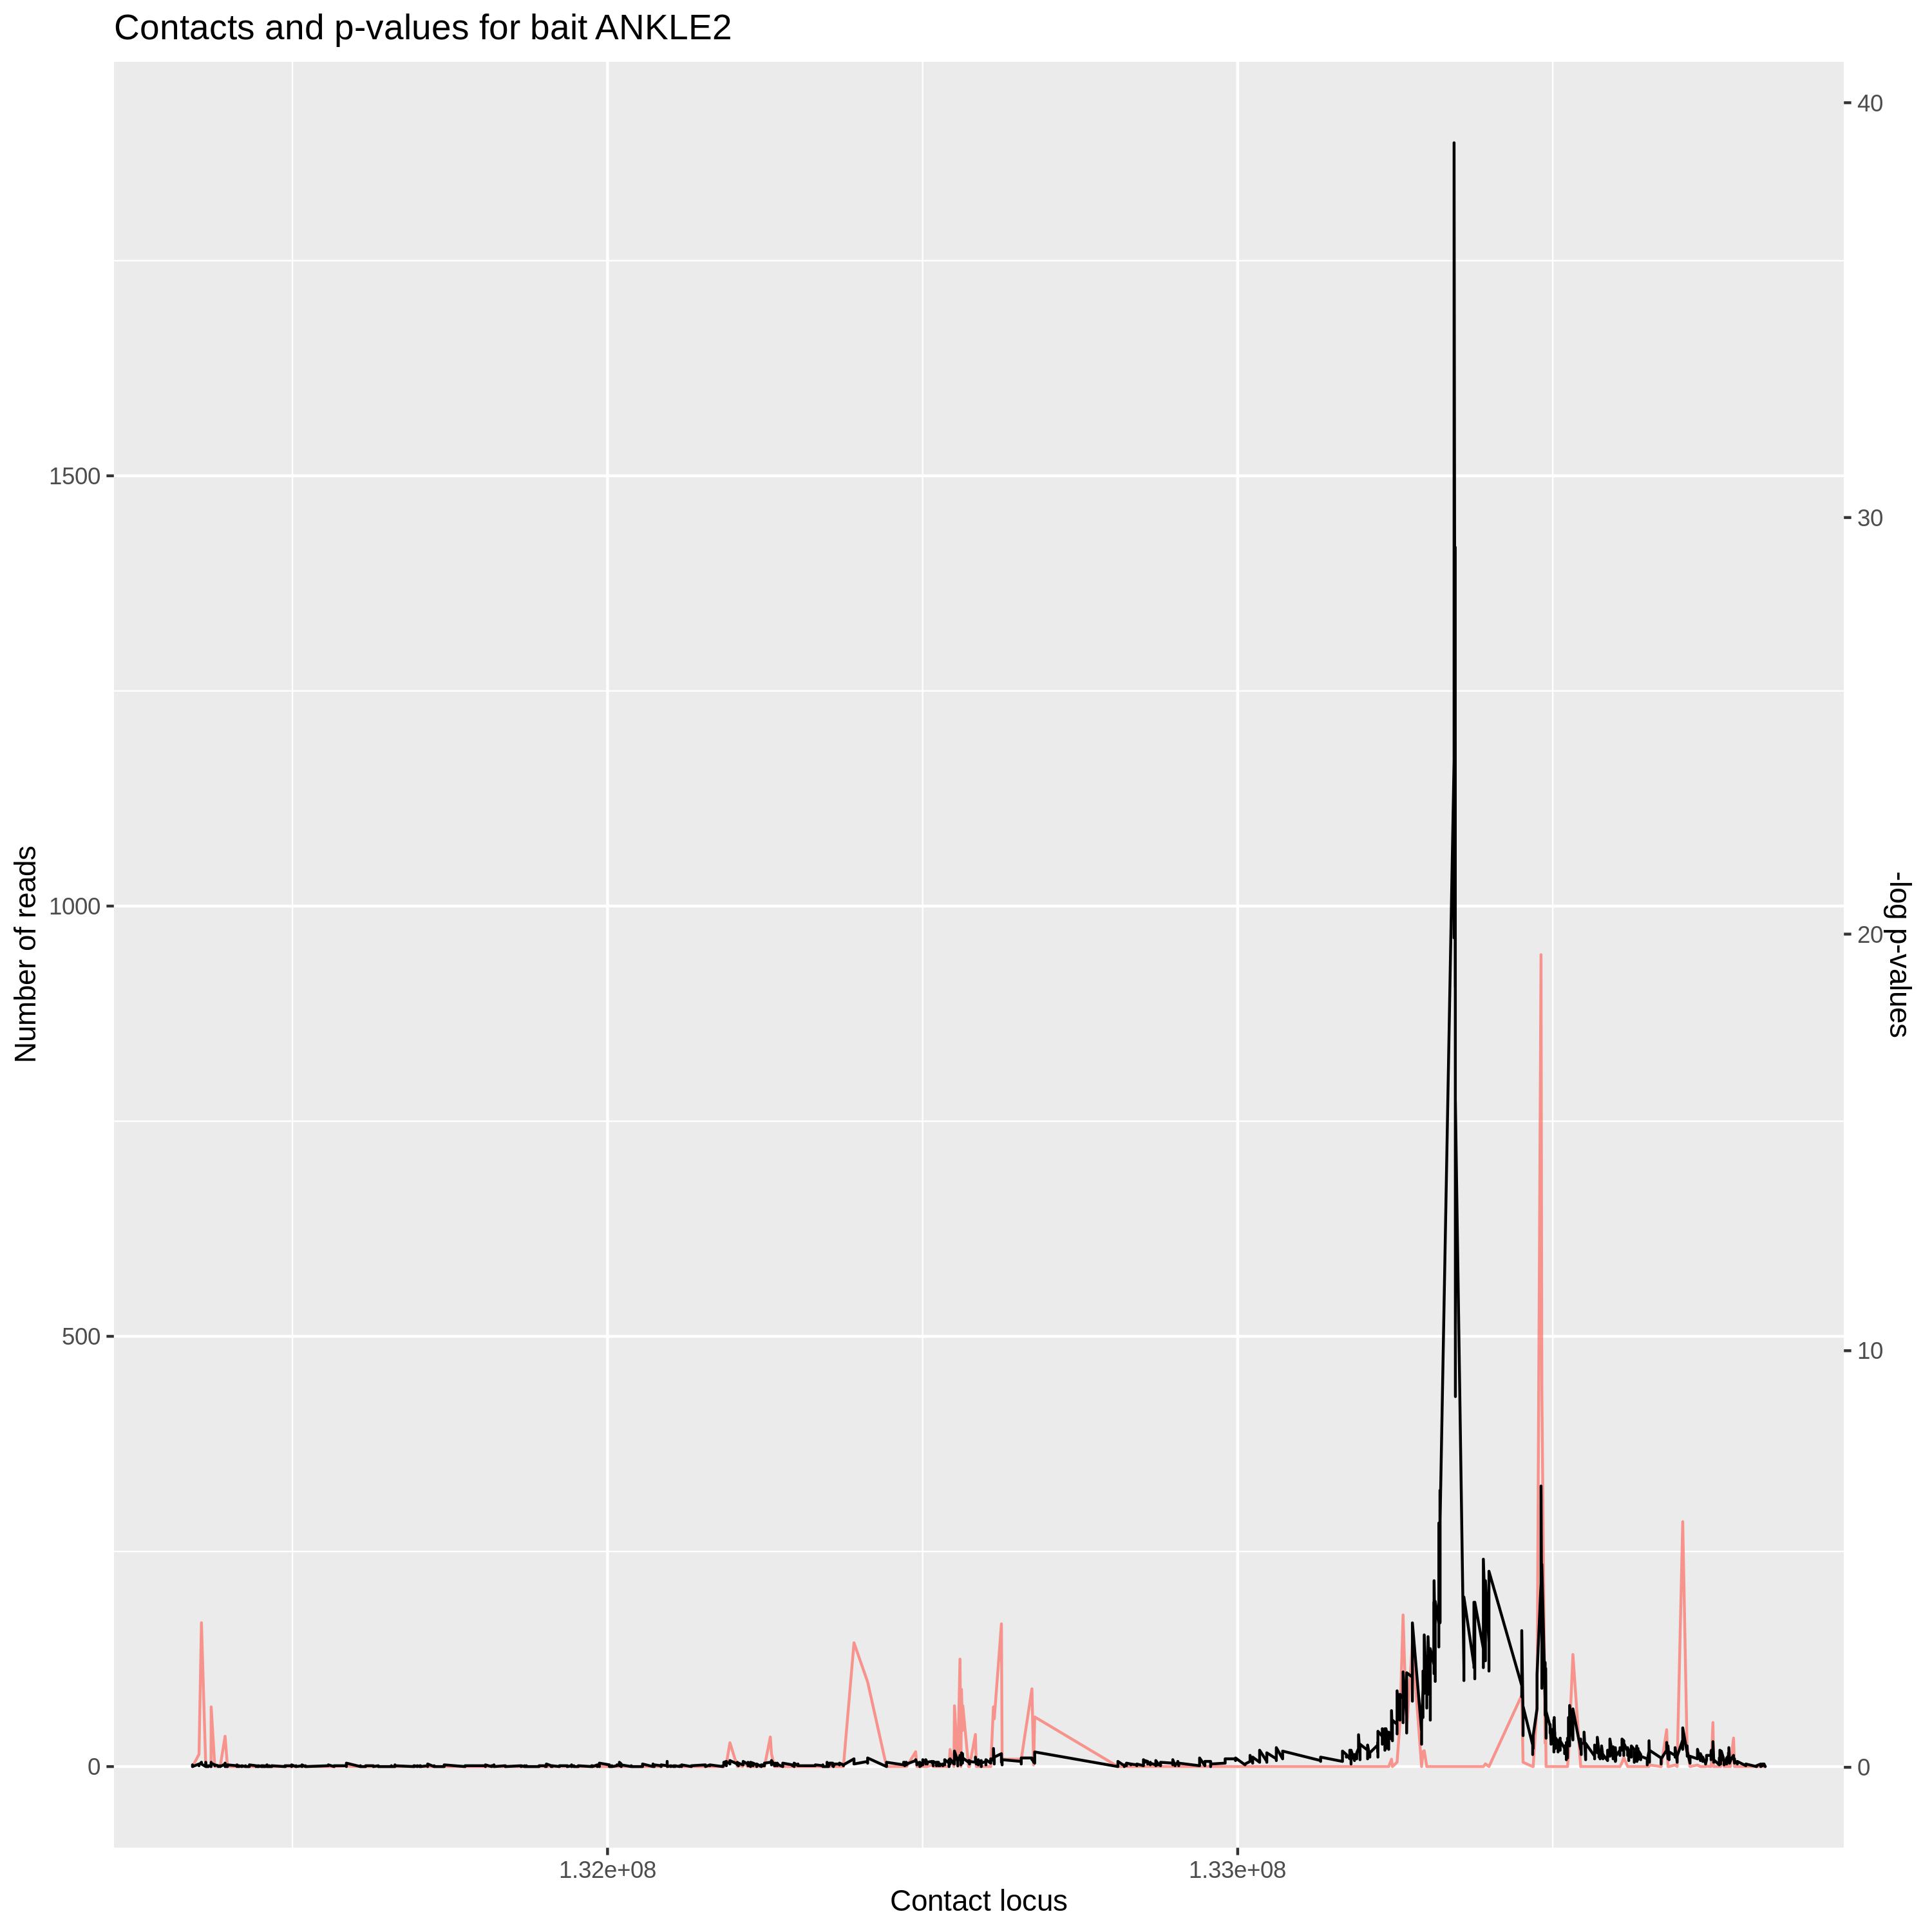 Contacts and p-values for bait ANKLE2
Number of reads
1500
1000
500
0
40
30
20
10
0
-log p-values
1.32e+08
1.33e+08
Contact locus